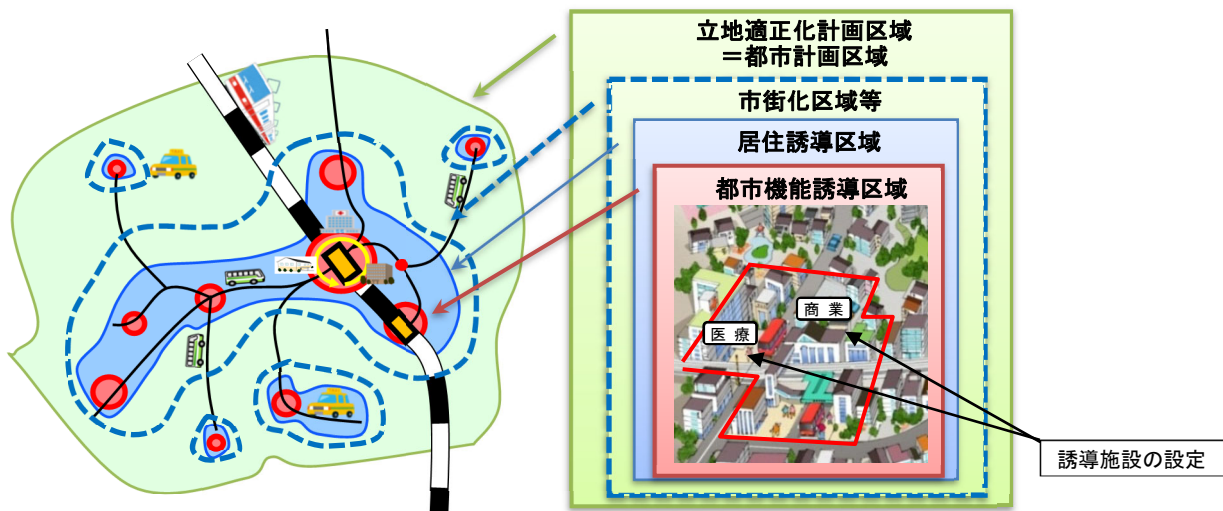 立地適正化計画区域
＝都市計画区域
市街化区域等
居住誘導区域
都市機能誘導区域
商 業
医 療
誘導施設の設定